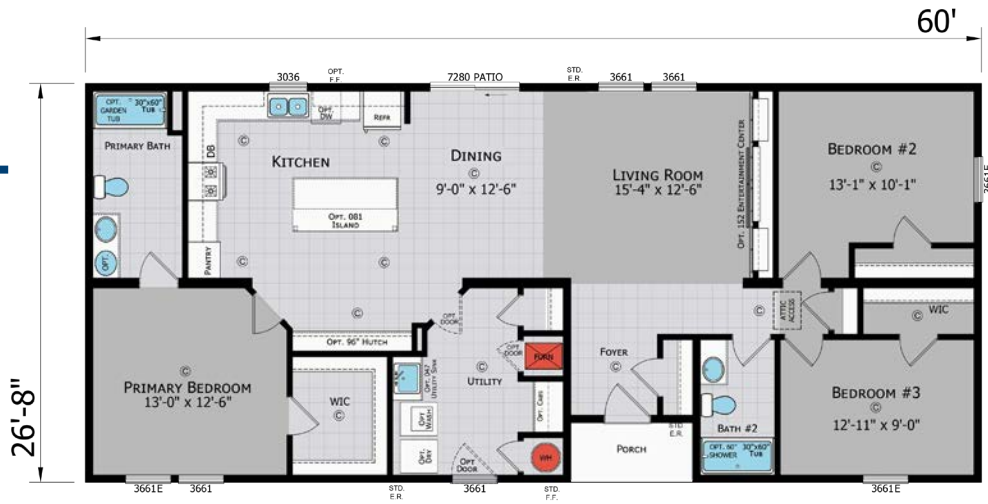 60'
26'-8"
3036
OPT.
F.F.
7280 PATIO
STD.
E.R.
3661
3661
OPT.
GARDEN
TUB
30"x60"
TUB
PRIMARY BATH
OPT.
DB
OPT.
DW
REFR
KITCHEN
©
©
©
©
©
OPT. 081
ISLAND
PANTRY
DINING
©
9'-0" x 12'-6"
LIVING ROOM
15'-4" x 12'-6"
OPT. 152 ENTERTAINMENT CENTER
BEDROOM #2
©
13'-1" x 10'-1"
3661E
©
PRIMARY BEDROOM
13'-0" x 12'-6"
OPT. 96" HUTCH
WIC
©
OPT
DOOR
OPT
DOOR
FURN
OPT. 047
UTILITY SINK
©
UTILITY
OPT
WASH
OPT.
DRY
OPT. CABS
OPT
DOOR
WH
FOYER
©
PORCH
STD.
E.R.
©
ATTIC
ACCESS
©
WIC
BATH #2
OPT. 60"
SHOWER
30"x60"
TUB
BEDROOM #3
©
12'-11" x 9'-0"
3661E
3661
STD.
E.R.
3661
STD.
F.F.
3661E